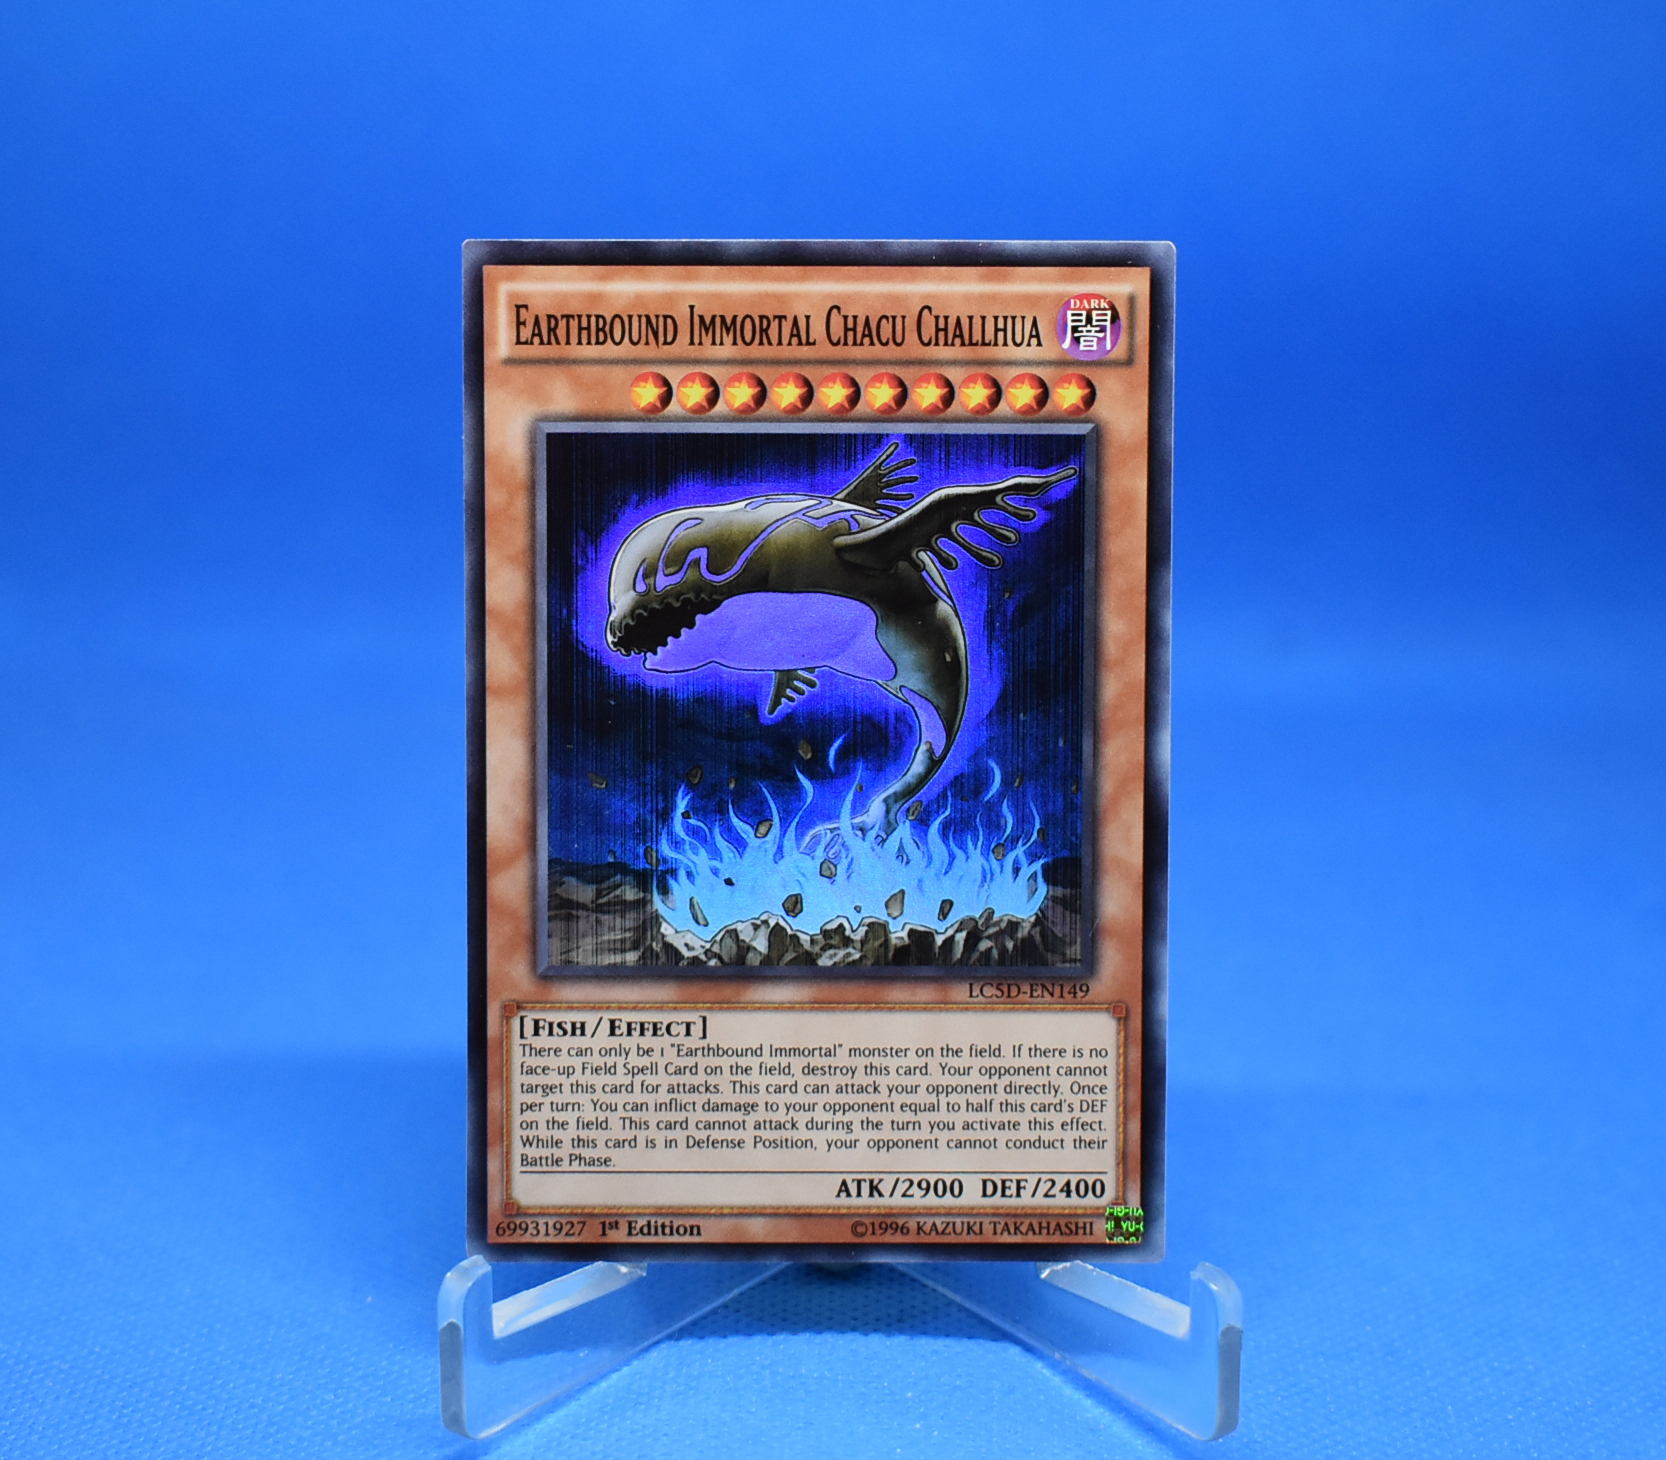 EARTHBOUND IMMORTAL CHACU CHALLHUA
DARK
闇
LC5D-EN149
[FISH/EFFECT]
There can only be 1 "Earthbound Immortal" monster on the field. If there is no
face-up Field Spell Card on the field, destroy this card. Your opponent cannot
target this card for attacks. This card can attack your opponent directly. Once
per turn: You can inflict damage to your opponent equal to half this card's DEF
on the field. This card cannot attack during the turn you activate this effect.
While this card is in Defense Position, your opponent cannot conduct their
Battle Phase.
ATK/2900 DEF/2400
69931927 1st Edition ©1996 KAZUKI TAKAHASHI